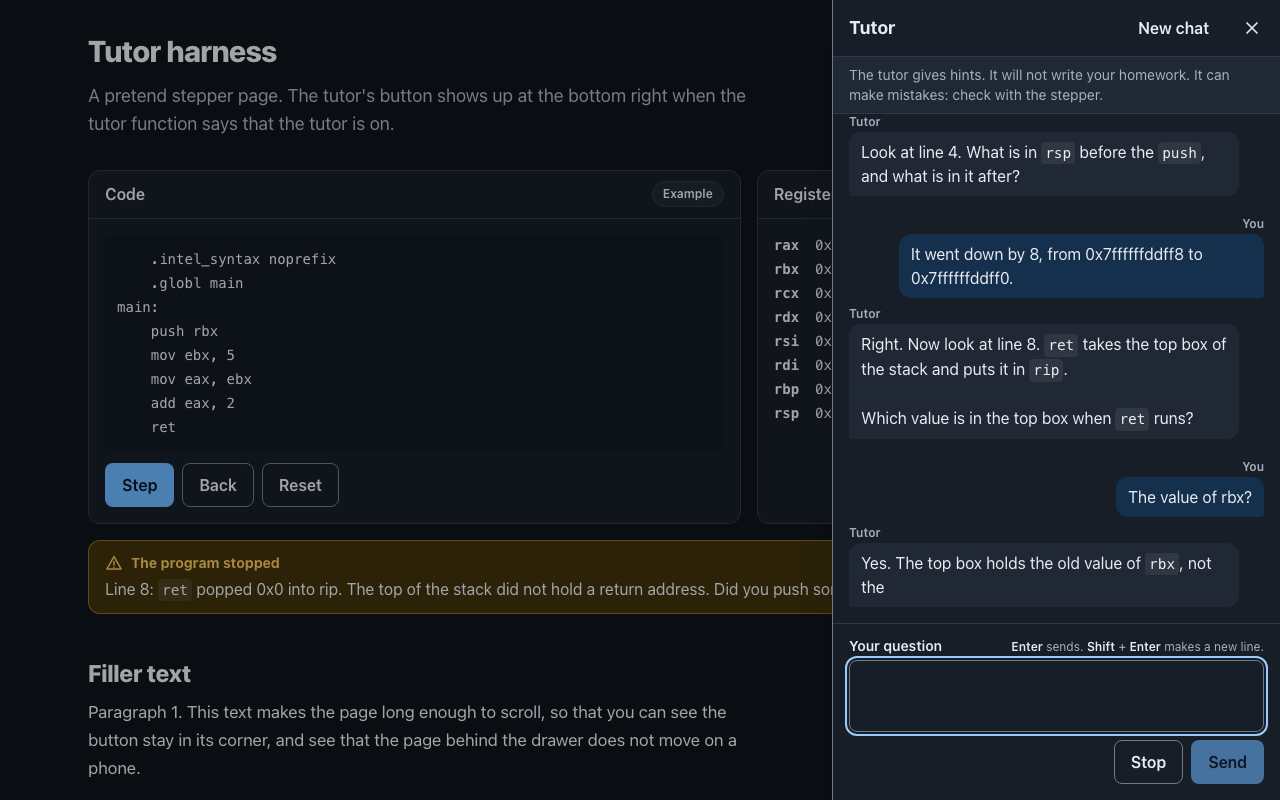 Tutor harness
A pretend stepper page. The tutor's button shows up at the bottom right when the
tutor function says that the tutor is on.
Code
Example
.intel_syntax noprefix
.globl main
main:
push rbx
mov ebx, 5
mov eax, ebx
add eax, 2
ret
Step
Back
Reset
Registe
rax 0x
rbx 0x
rcx 0x
rdx 0x
rsi 0x
rdi 0x
rbp 0x
rsp 0x
The program stopped
Line 8: ret popped 0x0 into rip. The top of the stack did not hold a return address. Did you push so
Filler text
Paragraph 1. This text makes the page long enough to scroll, so that you can see the
button stay in its corner, and see that the page behind the drawer does not move on a
phone.
Tutor
New chat
The tutor gives hints. It will not write your homework. It can
make mistakes: check with the stepper.
Tutor
Look at line 4. What is in rsp before the push,
and what is in it after?
You
It went down by 8, from 0x7ffffffddff8 to
0x7ffffffddff0.
Tutor
Right. Now look at line 8. ret takes the top box of
the stack and puts it in rip.
Which value is in the top box when ret runs?
You
The value of rbx?
Tutor
Yes. The top box holds the old value of rbx, not
the
Your question
Enter sends. Shift + Enter makes a new line.
Stop
Send